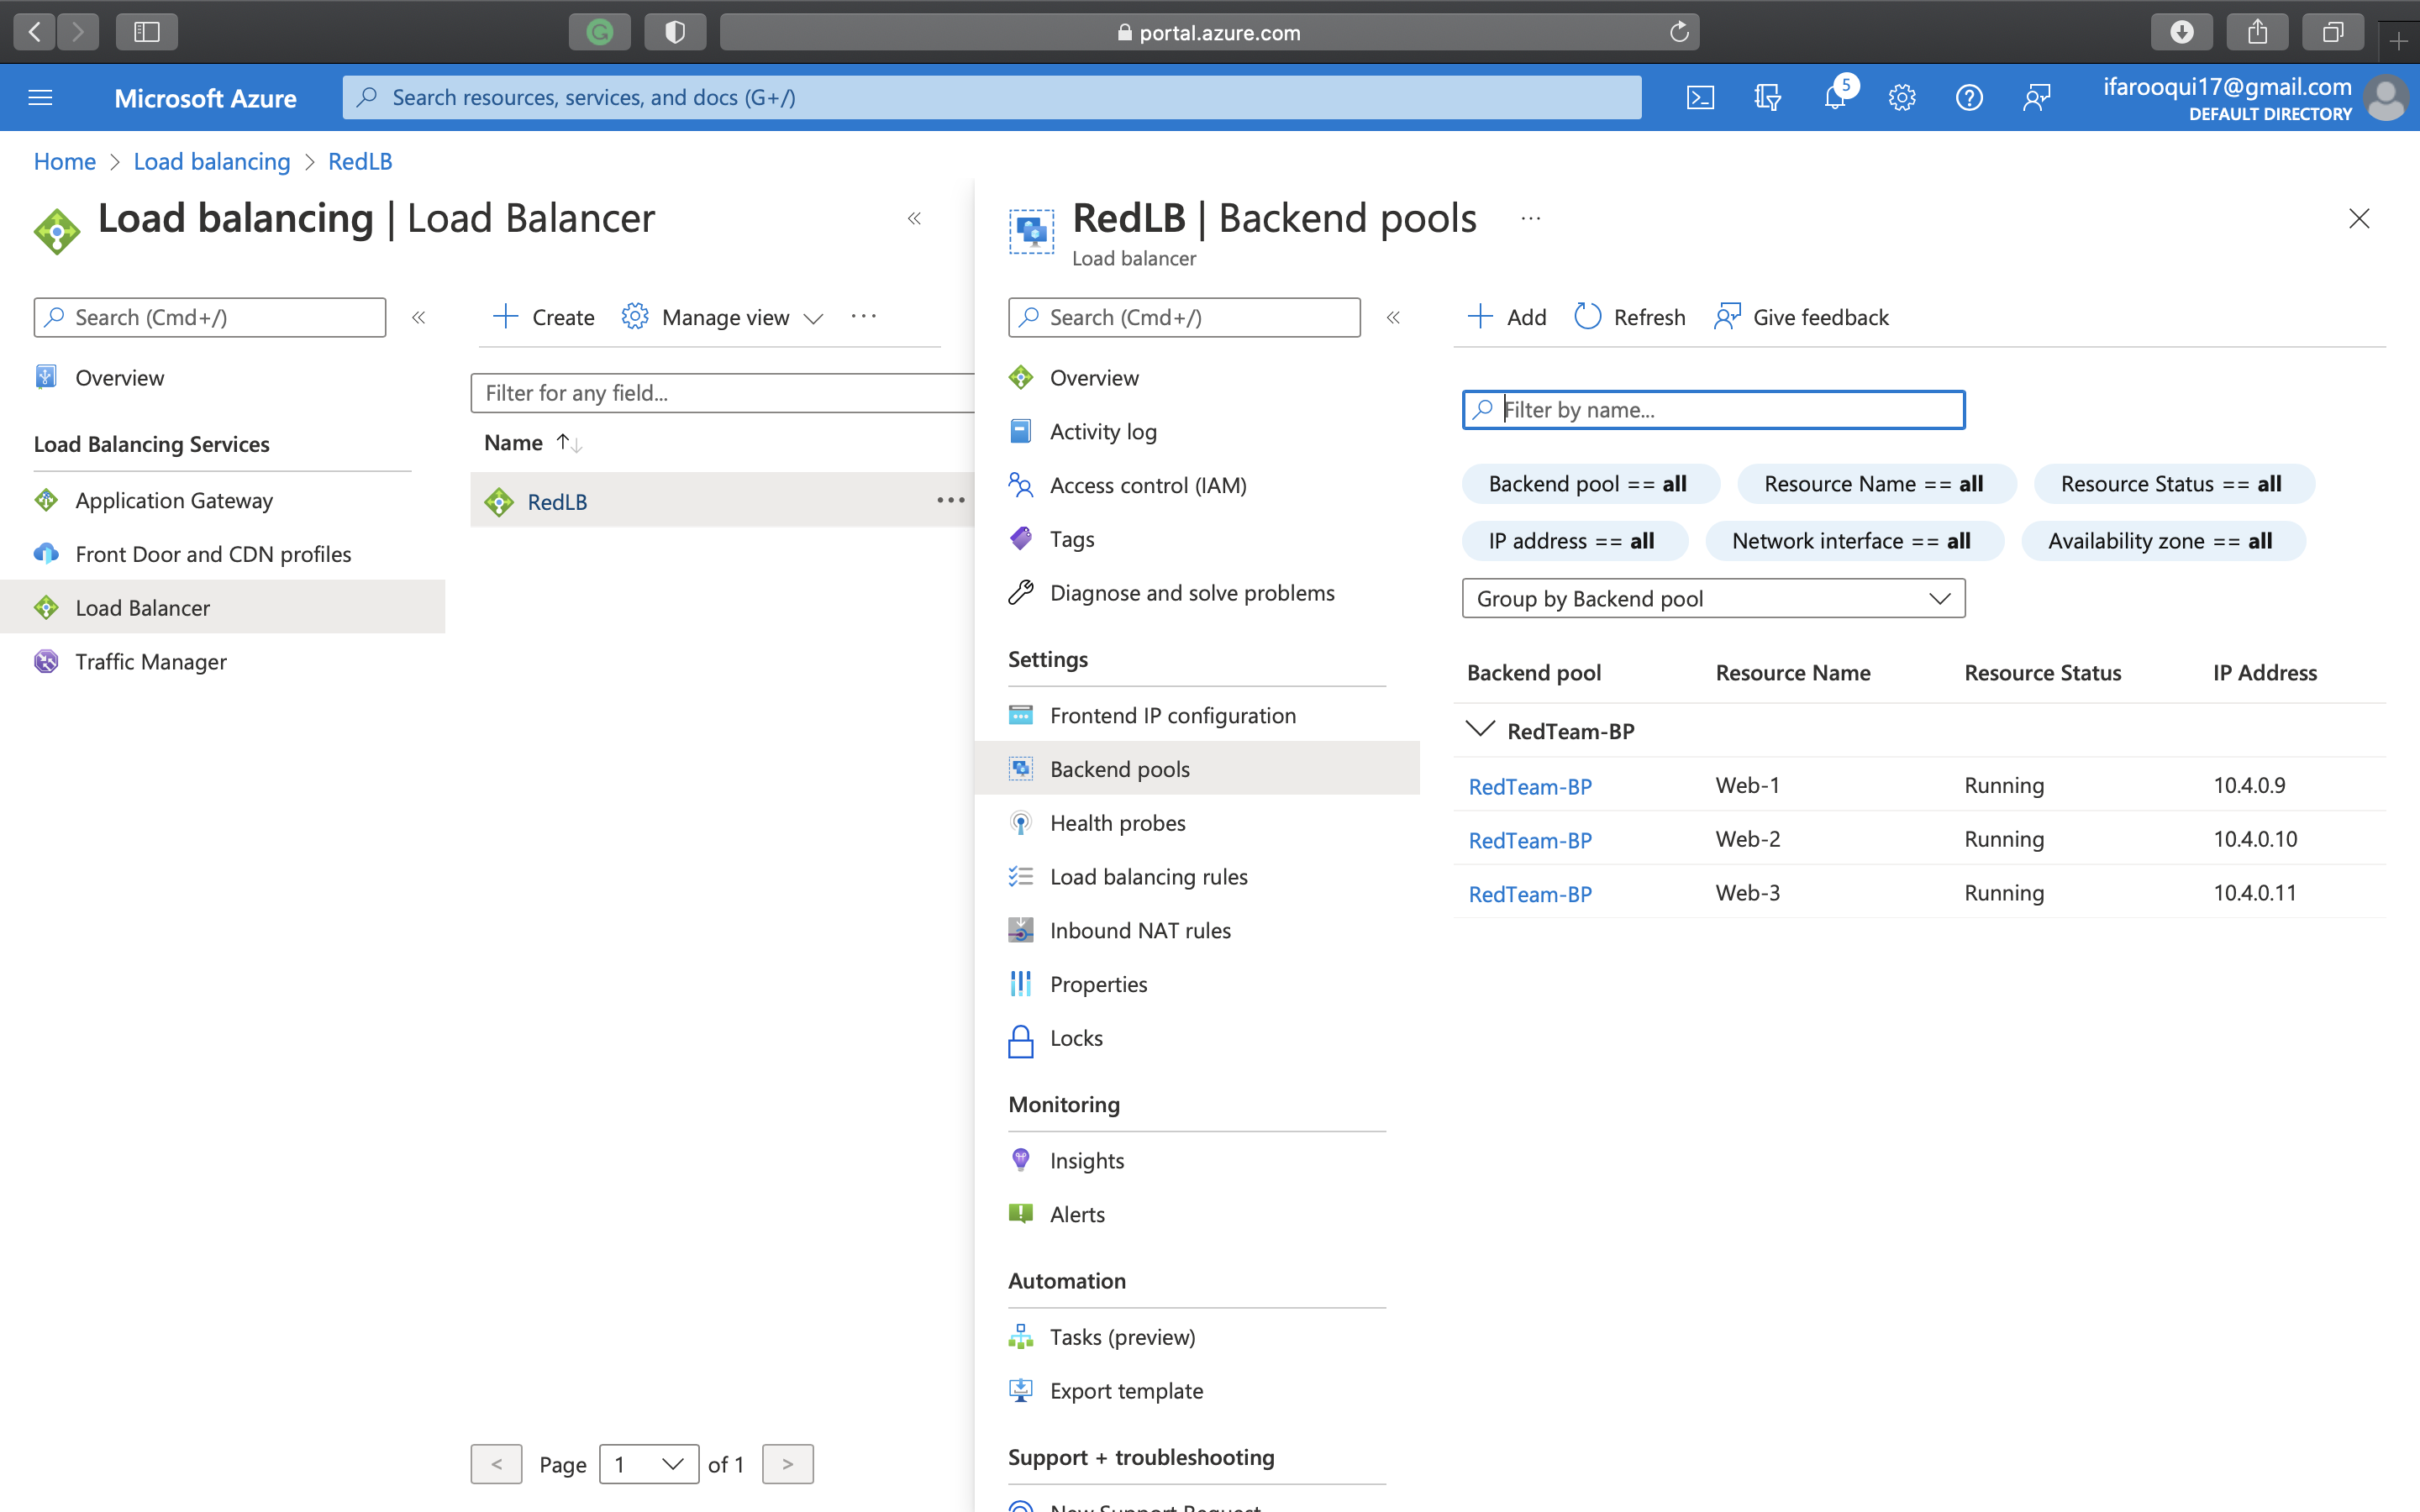 portal.azure.com
Microsoft Azure
Search resources, services, and docs (G+/)
5
ifarooqui17@gmail.com
DEFAULT DIRECTORY
Home > Load balancing > RedLB
Load balancing | Load Balancer
«
Search (Cmd+/)
«
Overview
Load Balancing Services
Application Gateway
Front Door and CDN profiles
Load Balancer
Traffic Manager
+ Create
Manage view
...
Filter for any field...
Name ↑↓
RedLB
...
< Page 1 of 1 >
RedLB | Backend pools
...
Load balancer
Search (Cmd+/)
«
Overview
Activity log
Access control (IAM)
Tags
Diagnose and solve problems
Settings
Frontend IP configuration
Backend pools
Health probes
Load balancing rules
Inbound NAT rules
Properties
Locks
Monitoring
Insights
Alerts
Automation
Tasks (preview)
Export template
Support + troubleshooting
New Support Request
+ Add
Refresh
Give feedback
Filter by name...
Backend pool == all
Resource Name == all
Resource Status == all
IP address == all
Network interface == all
Availability zone == all
Group by Backend pool
Backend pool Resource Name Resource Status IP Address
RedTeam-BP
RedTeam-BP Web-1 Running 10.4.0.9
RedTeam-BP Web-2 Running 10.4.0.10
RedTeam-BP Web-3 Running 10.4.0.11